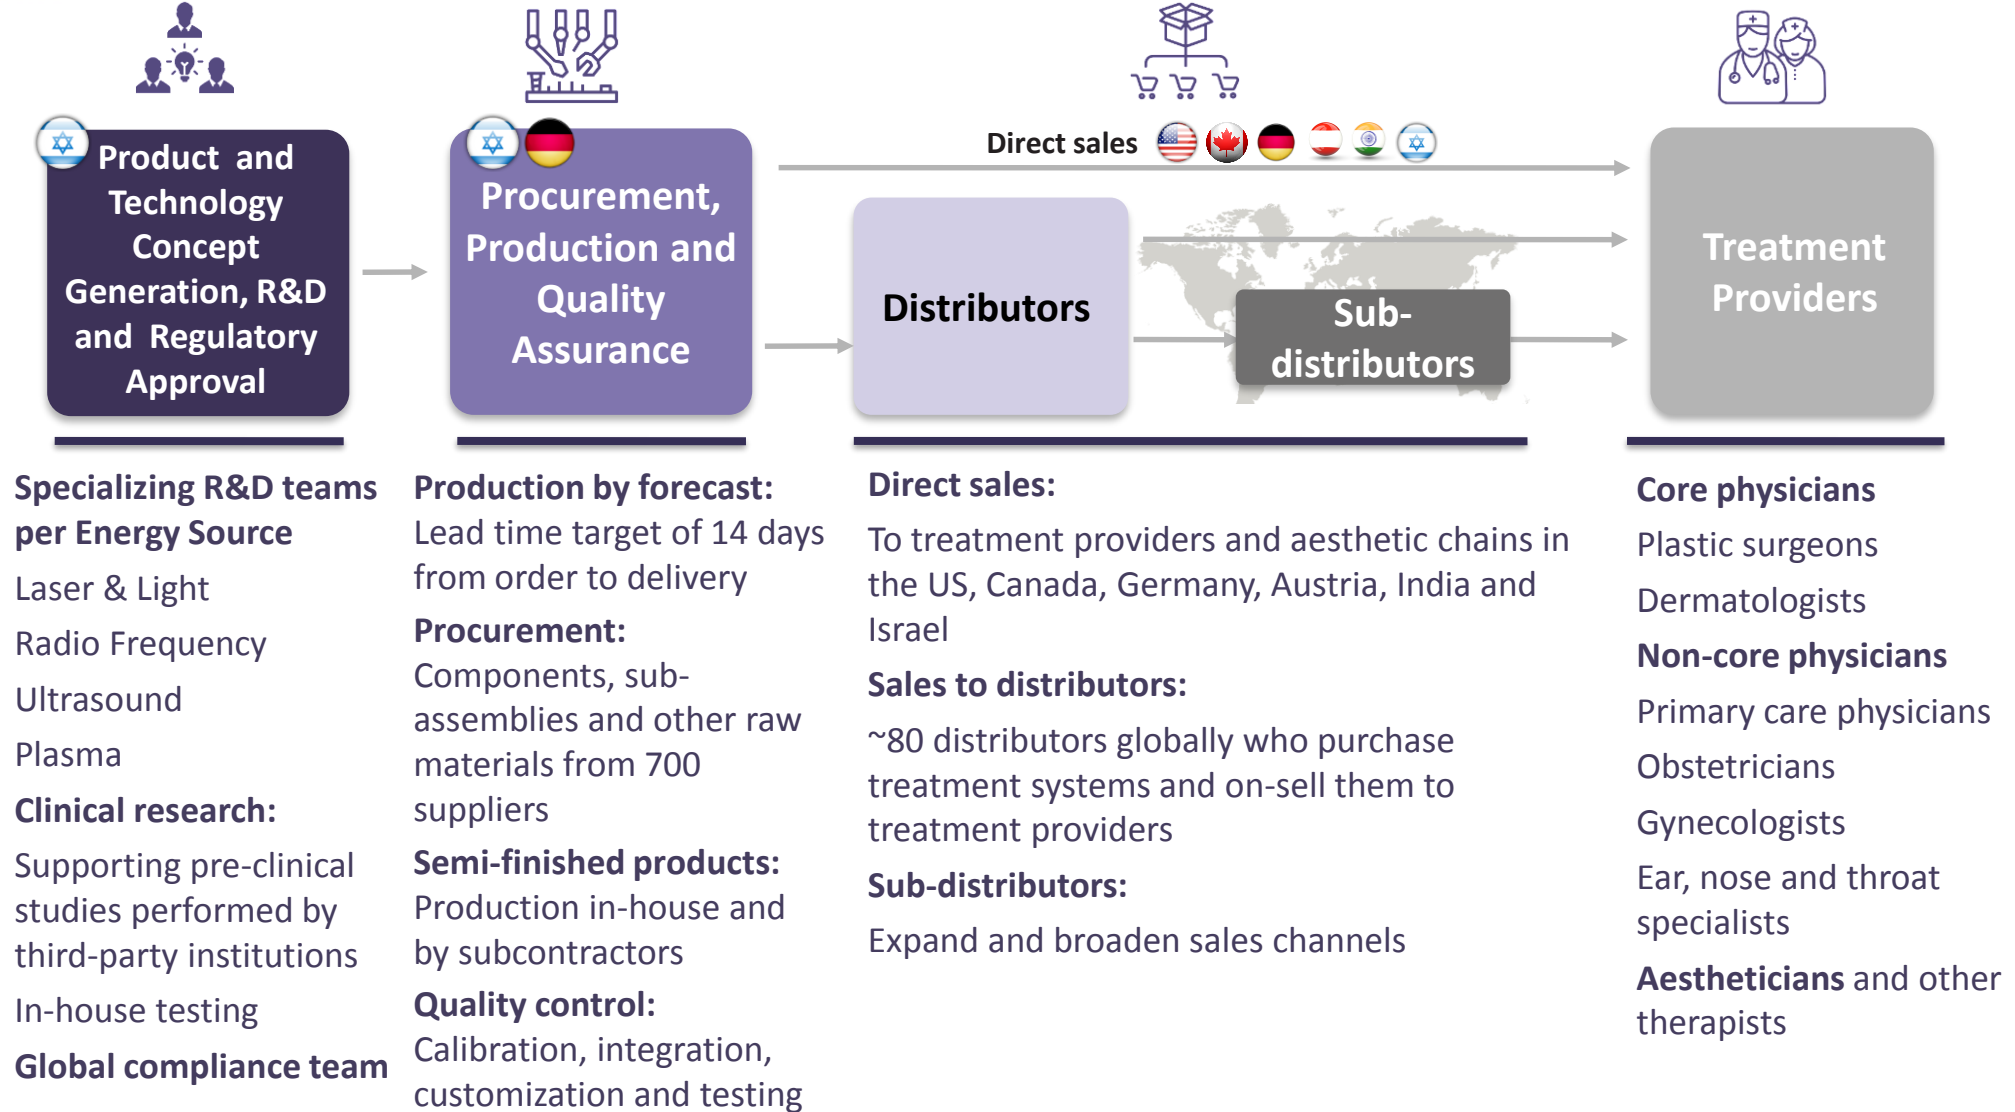 Product and
Technology
Concept
Generation, R&D
and Regulatory
Approval
Procurement,
Production and
Quality
Assurance
Direct sales
Distributors
Sub-
distributors
Treatment
Providers
Specializing R&D teams
per Energy Source
Laser & Light
Radio Frequency
Ultrasound
Plasma
Clinical research:
Supporting pre-clinical
studies performed by
third-party institutions
In-house testing
Global compliance team
Production by forecast:
Lead time target of 14 days
from order to delivery
Procurement:
Components, sub-
assemblies and other raw
materials from 700
suppliers
Semi-finished products:
Production in-house and
by subcontractors
Quality control:
Calibration, integration,
customization and testing
Direct sales:
To treatment providers and aesthetic chains in
the US, Canada, Germany, Austria, India and
Israel
Sales to distributors:
~80 distributors globally who purchase
treatment systems and on-sell them to
treatment providers
Sub-distributors:
Expand and broaden sales channels
Core physicians
Plastic surgeons
Dermatologists
Non-core physicians
Primary care physicians
Obstetricians
Gynecologists
Ear, nose and throat
specialists
Aestheticians and other
therapists